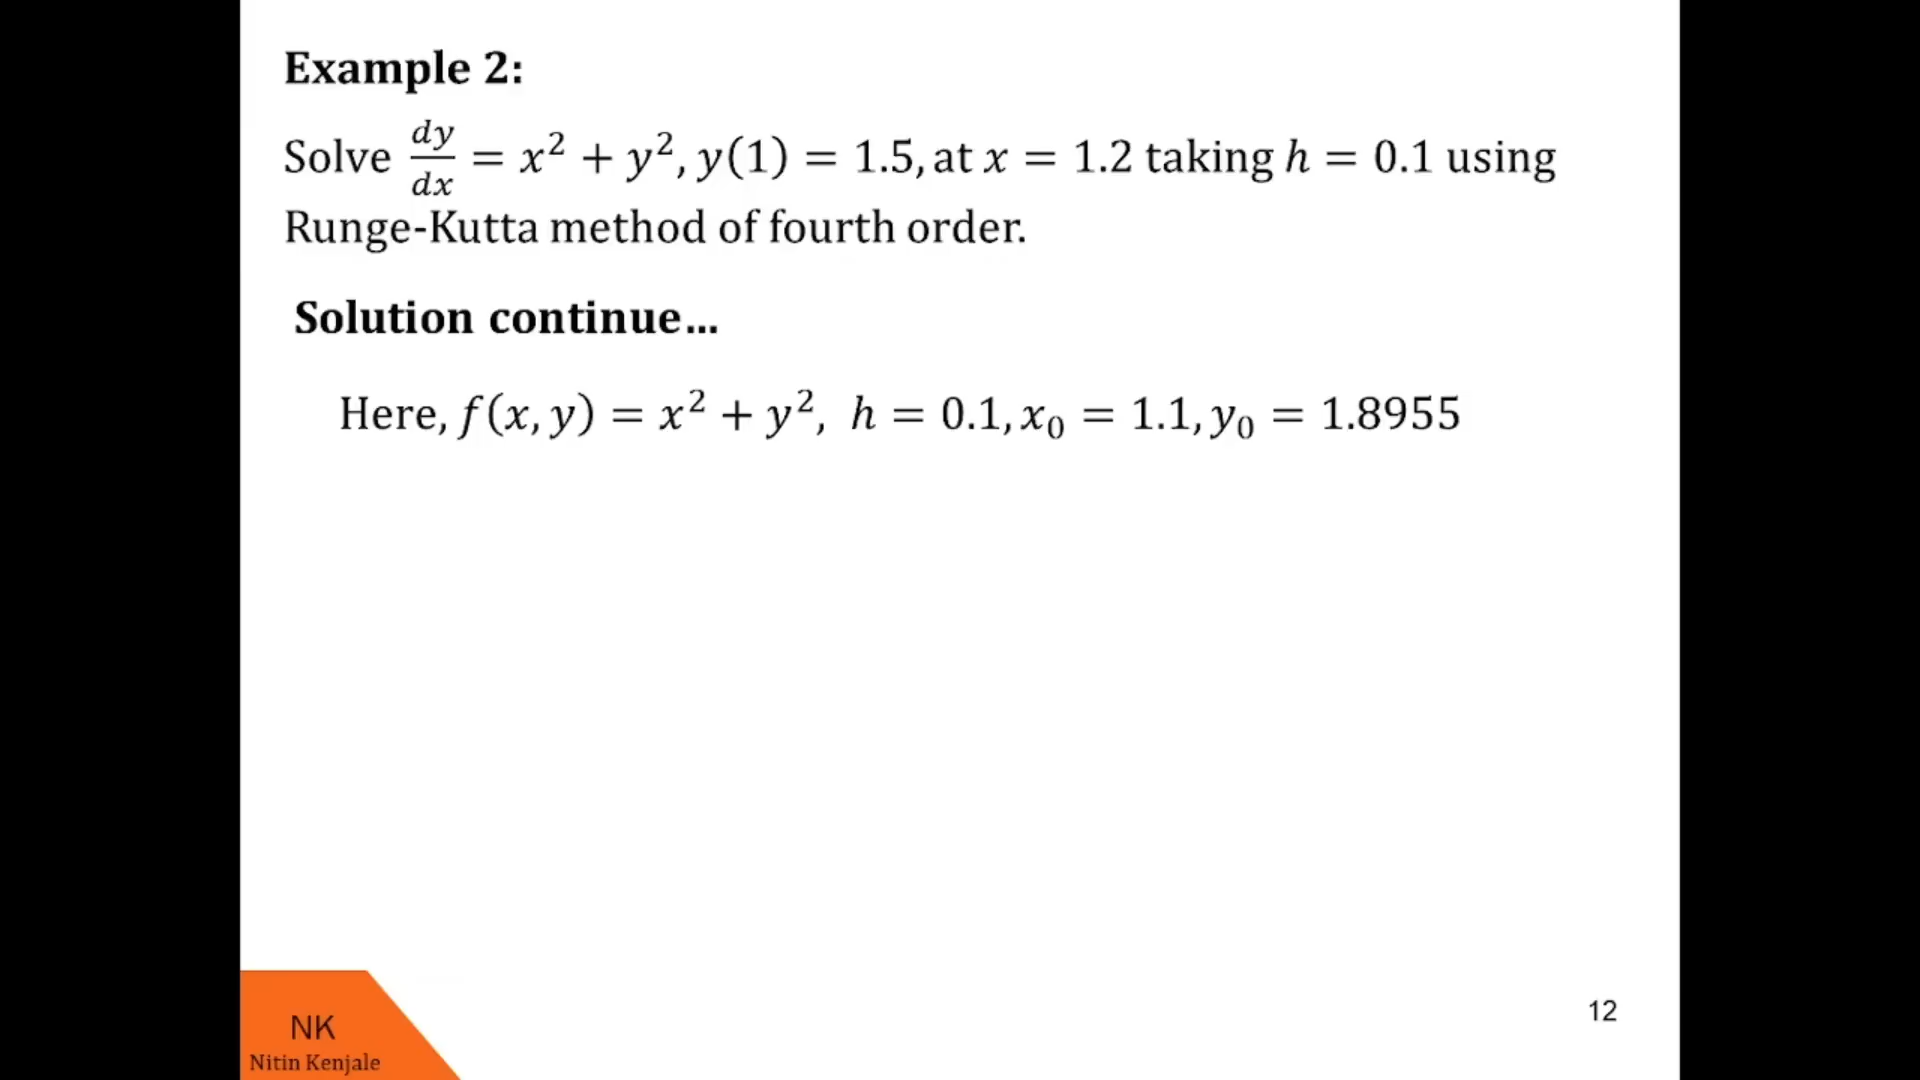 Example 2:
Solve dy/dx = x² + y², y(1) = 1.5, at x = 1.2 taking h = 0.1 using
Runge-Kutta method of fourth order.
Solution continue...
Here, f(x, y) = x² + y², h = 0.1, x₀ = 1.1, y₀ = 1.8955
NK
Nitin Kenjale
12